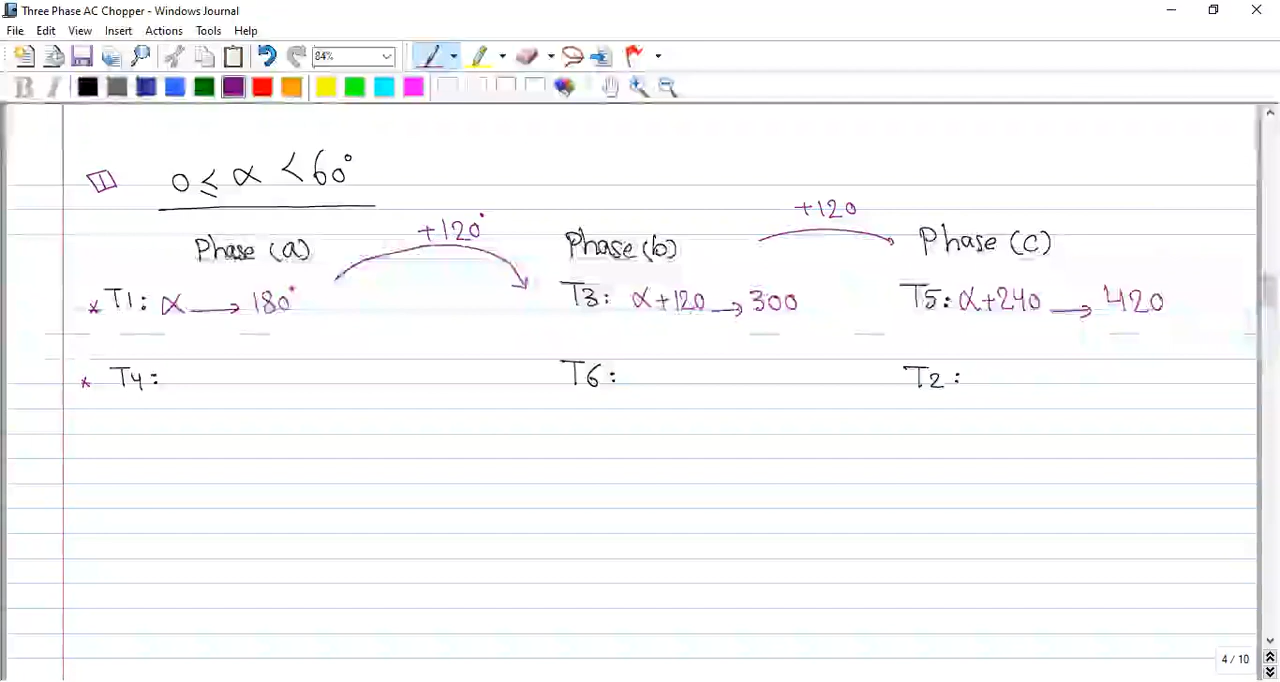 Three Phase AC Chopper - Windows Journal
File Edit View Insert Actions Tools Help
84%
B I
1 0 ≤ α < 60°
+120° +120
Phase (a) Phase (b) Phase (c)
* T1: α → 180° T3: α+120 → 300 T5: α+240 → 420
* T4: T6: T2:
4 / 10